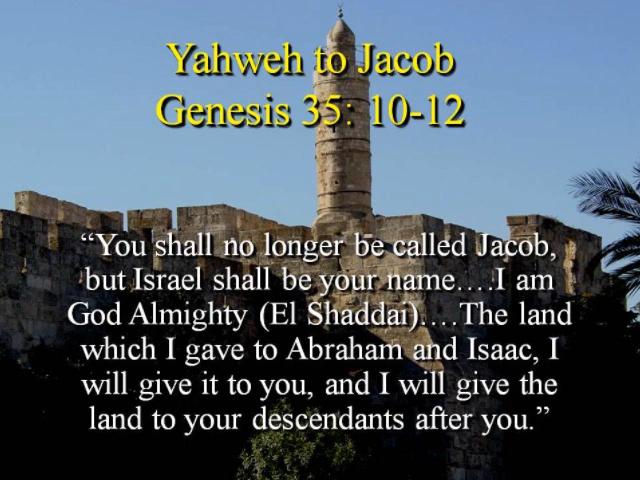 Yahweh to Jacob
Genesis 35: 10-12
“You shall no longer be called Jacob,
but Israel shall be your name….I am
God Almighty (El Shaddai)….The land
which I gave to Abraham and Isaac, I
will give it to you, and I will give the
land to your descendants after you.”